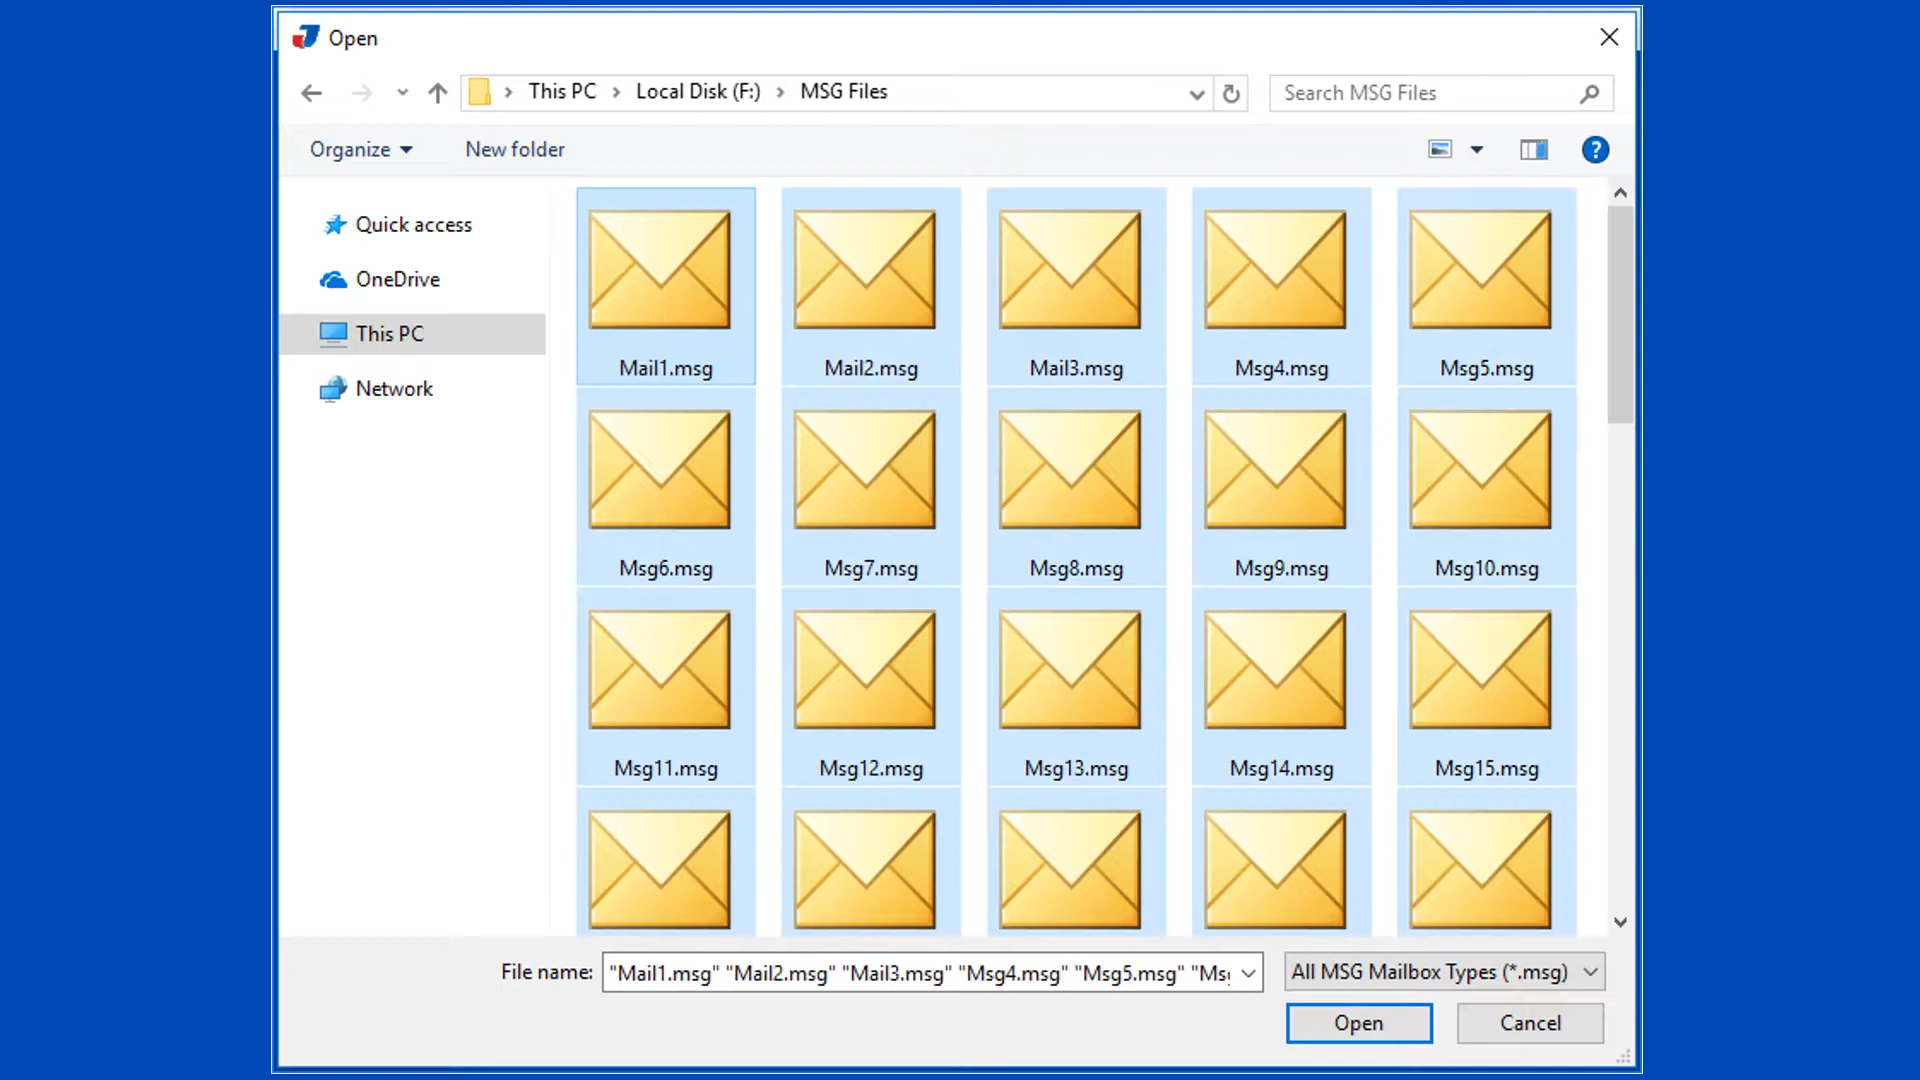 Open
This PC > Local Disk (F:) > MSG Files
Search MSG Files
Organize
New folder
?
Quick access
OneDrive
This PC
Network
Mail1.msg Mail2.msg Mail3.msg Msg4.msg Msg5.msg
Msg6.msg Msg7.msg Msg8.msg Msg9.msg Msg10.msg
Msg11.msg Msg12.msg Msg13.msg Msg14.msg Msg15.msg
File name: "Mail1.msg" "Mail2.msg" "Mail3.msg" "Msg4.msg" "Msg5.msg" "Ms
All MSG Mailbox Types (*.msg)
Open Cancel